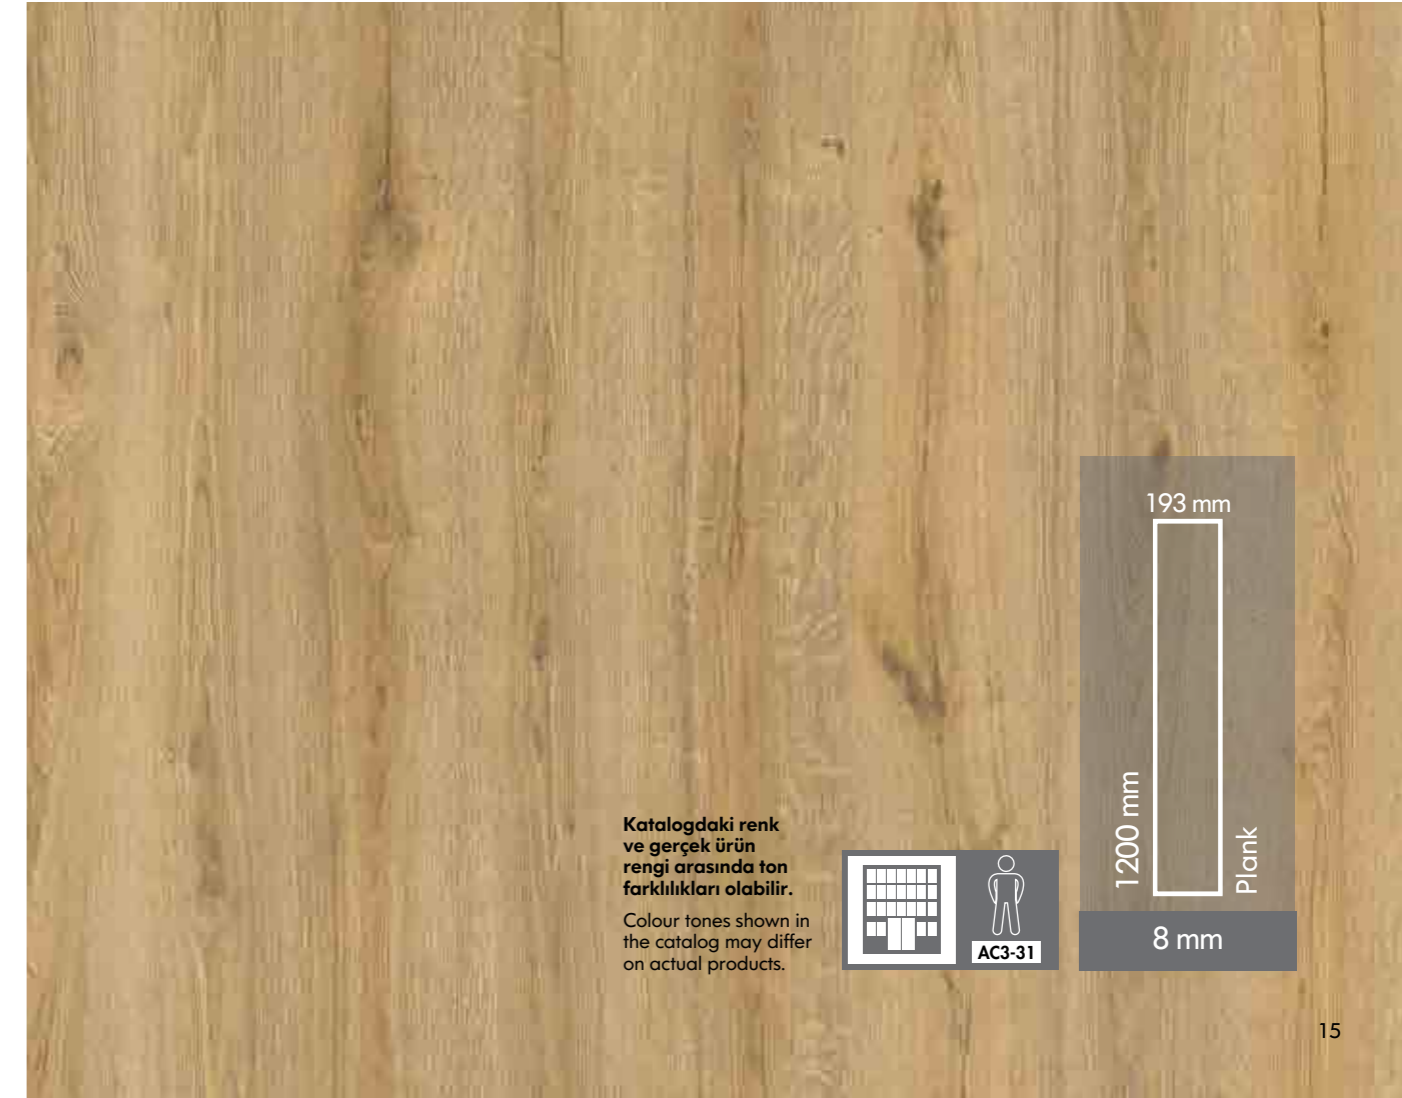 Katalogdaki renk
ve gerçek ürün
rengi arasında ton
farklılıkları olabilir.
Colour tones shown in
the catalog may differ
on actual products.
AC3-31
193 mm
1200 mm
Plank
8 mm
15